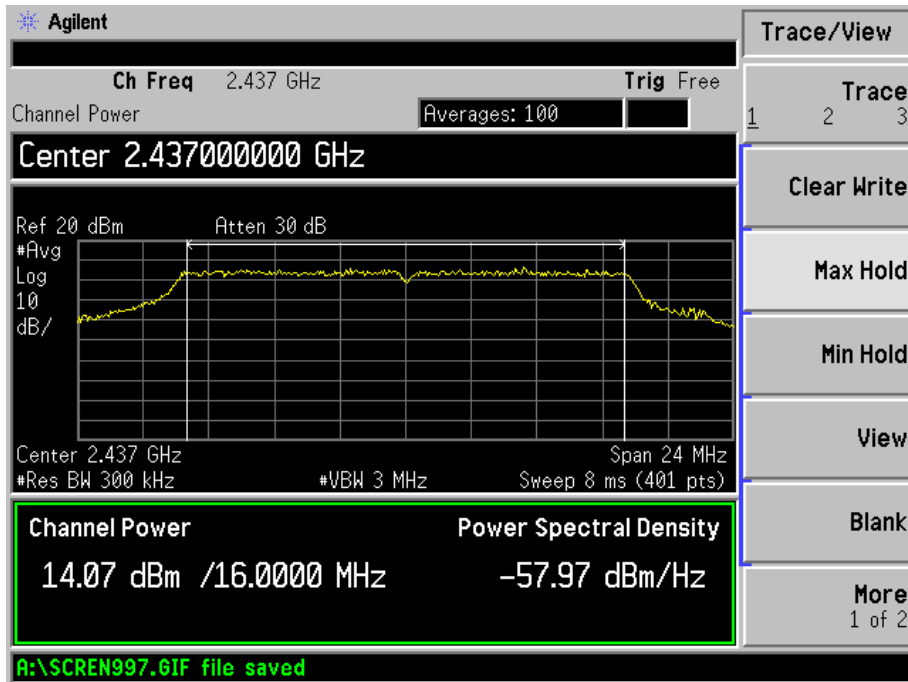 Agilent
Trace/View
Ch Freq 2.437 GHz Trig Free
Channel Power Averages: 100
Trace
1 2 3
Center 2.437000000 GHz
Clear Write
Ref 20 dBm Atten 30 dB
#Avg
Log
10
dB/
Max Hold
Min Hold
View
Center 2.437 GHz Span 24 MHz
#Res BW 300 kHz #VBW 3 MHz Sweep 8 ms (401 pts)
Channel Power Power Spectral Density
14.07 dBm /16.0000 MHz -57.97 dBm/Hz
Blank
More
1 of 2
A:\SCREN997.GIF file saved